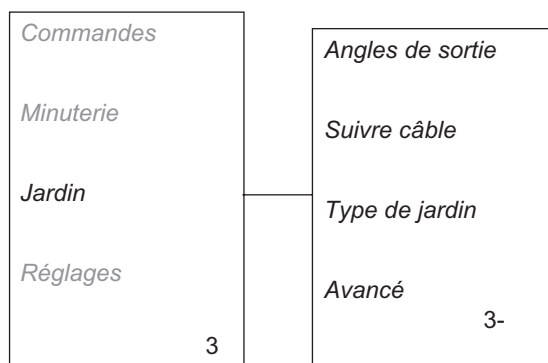 Commandes
Minuterie
Jardin
Réglages
3
Angles de sortie
Suivre câble
Type de jardin
Avancé
3-